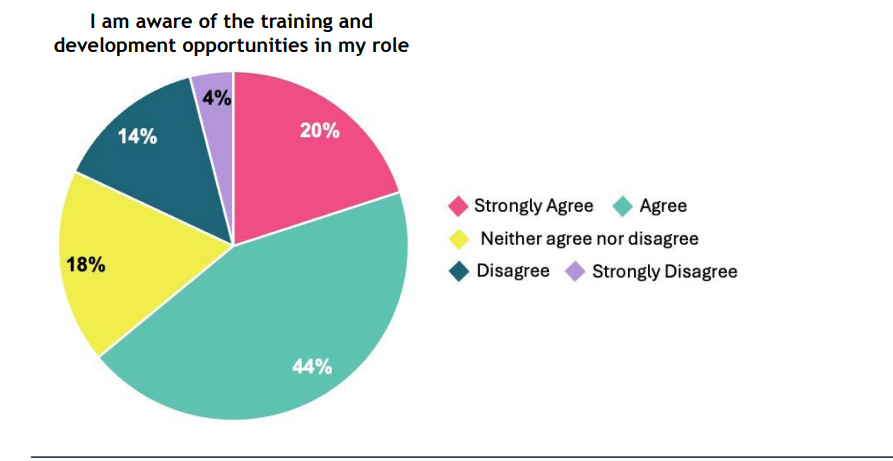 I am aware of the training and
development opportunities in my role
4%
20%
14%
18%
44%
Strongly Agree Agree
Neither agree nor disagree
Disagree Strongly Disagree